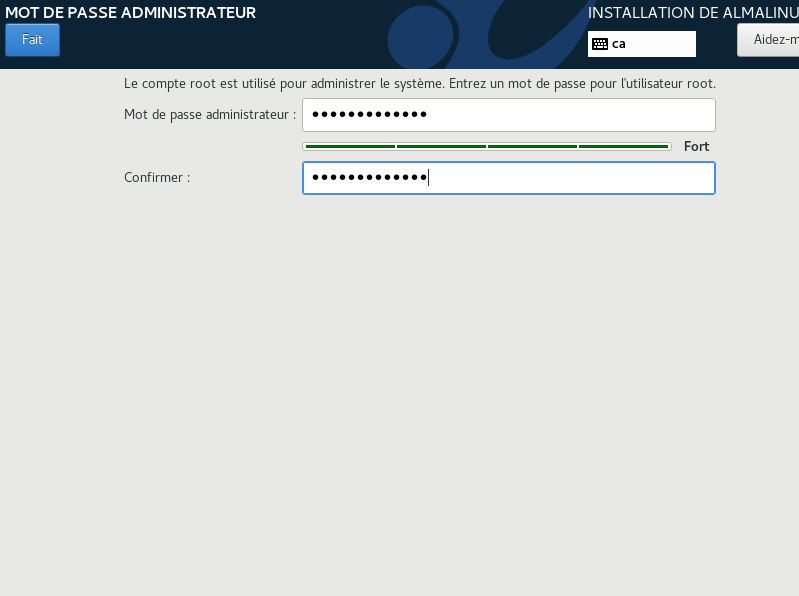 MOT DE PASSE ADMINISTRATEUR
INSTALLATION DE ALMALINU
Fait
ca
Aidez-m
Le compte root est utilisé pour administrer le système. Entrez un mot de passe pour l'utilisateur root.
Mot de passe administrateur : •••••••••••••
Fort
Confirmer : •••••••••••••